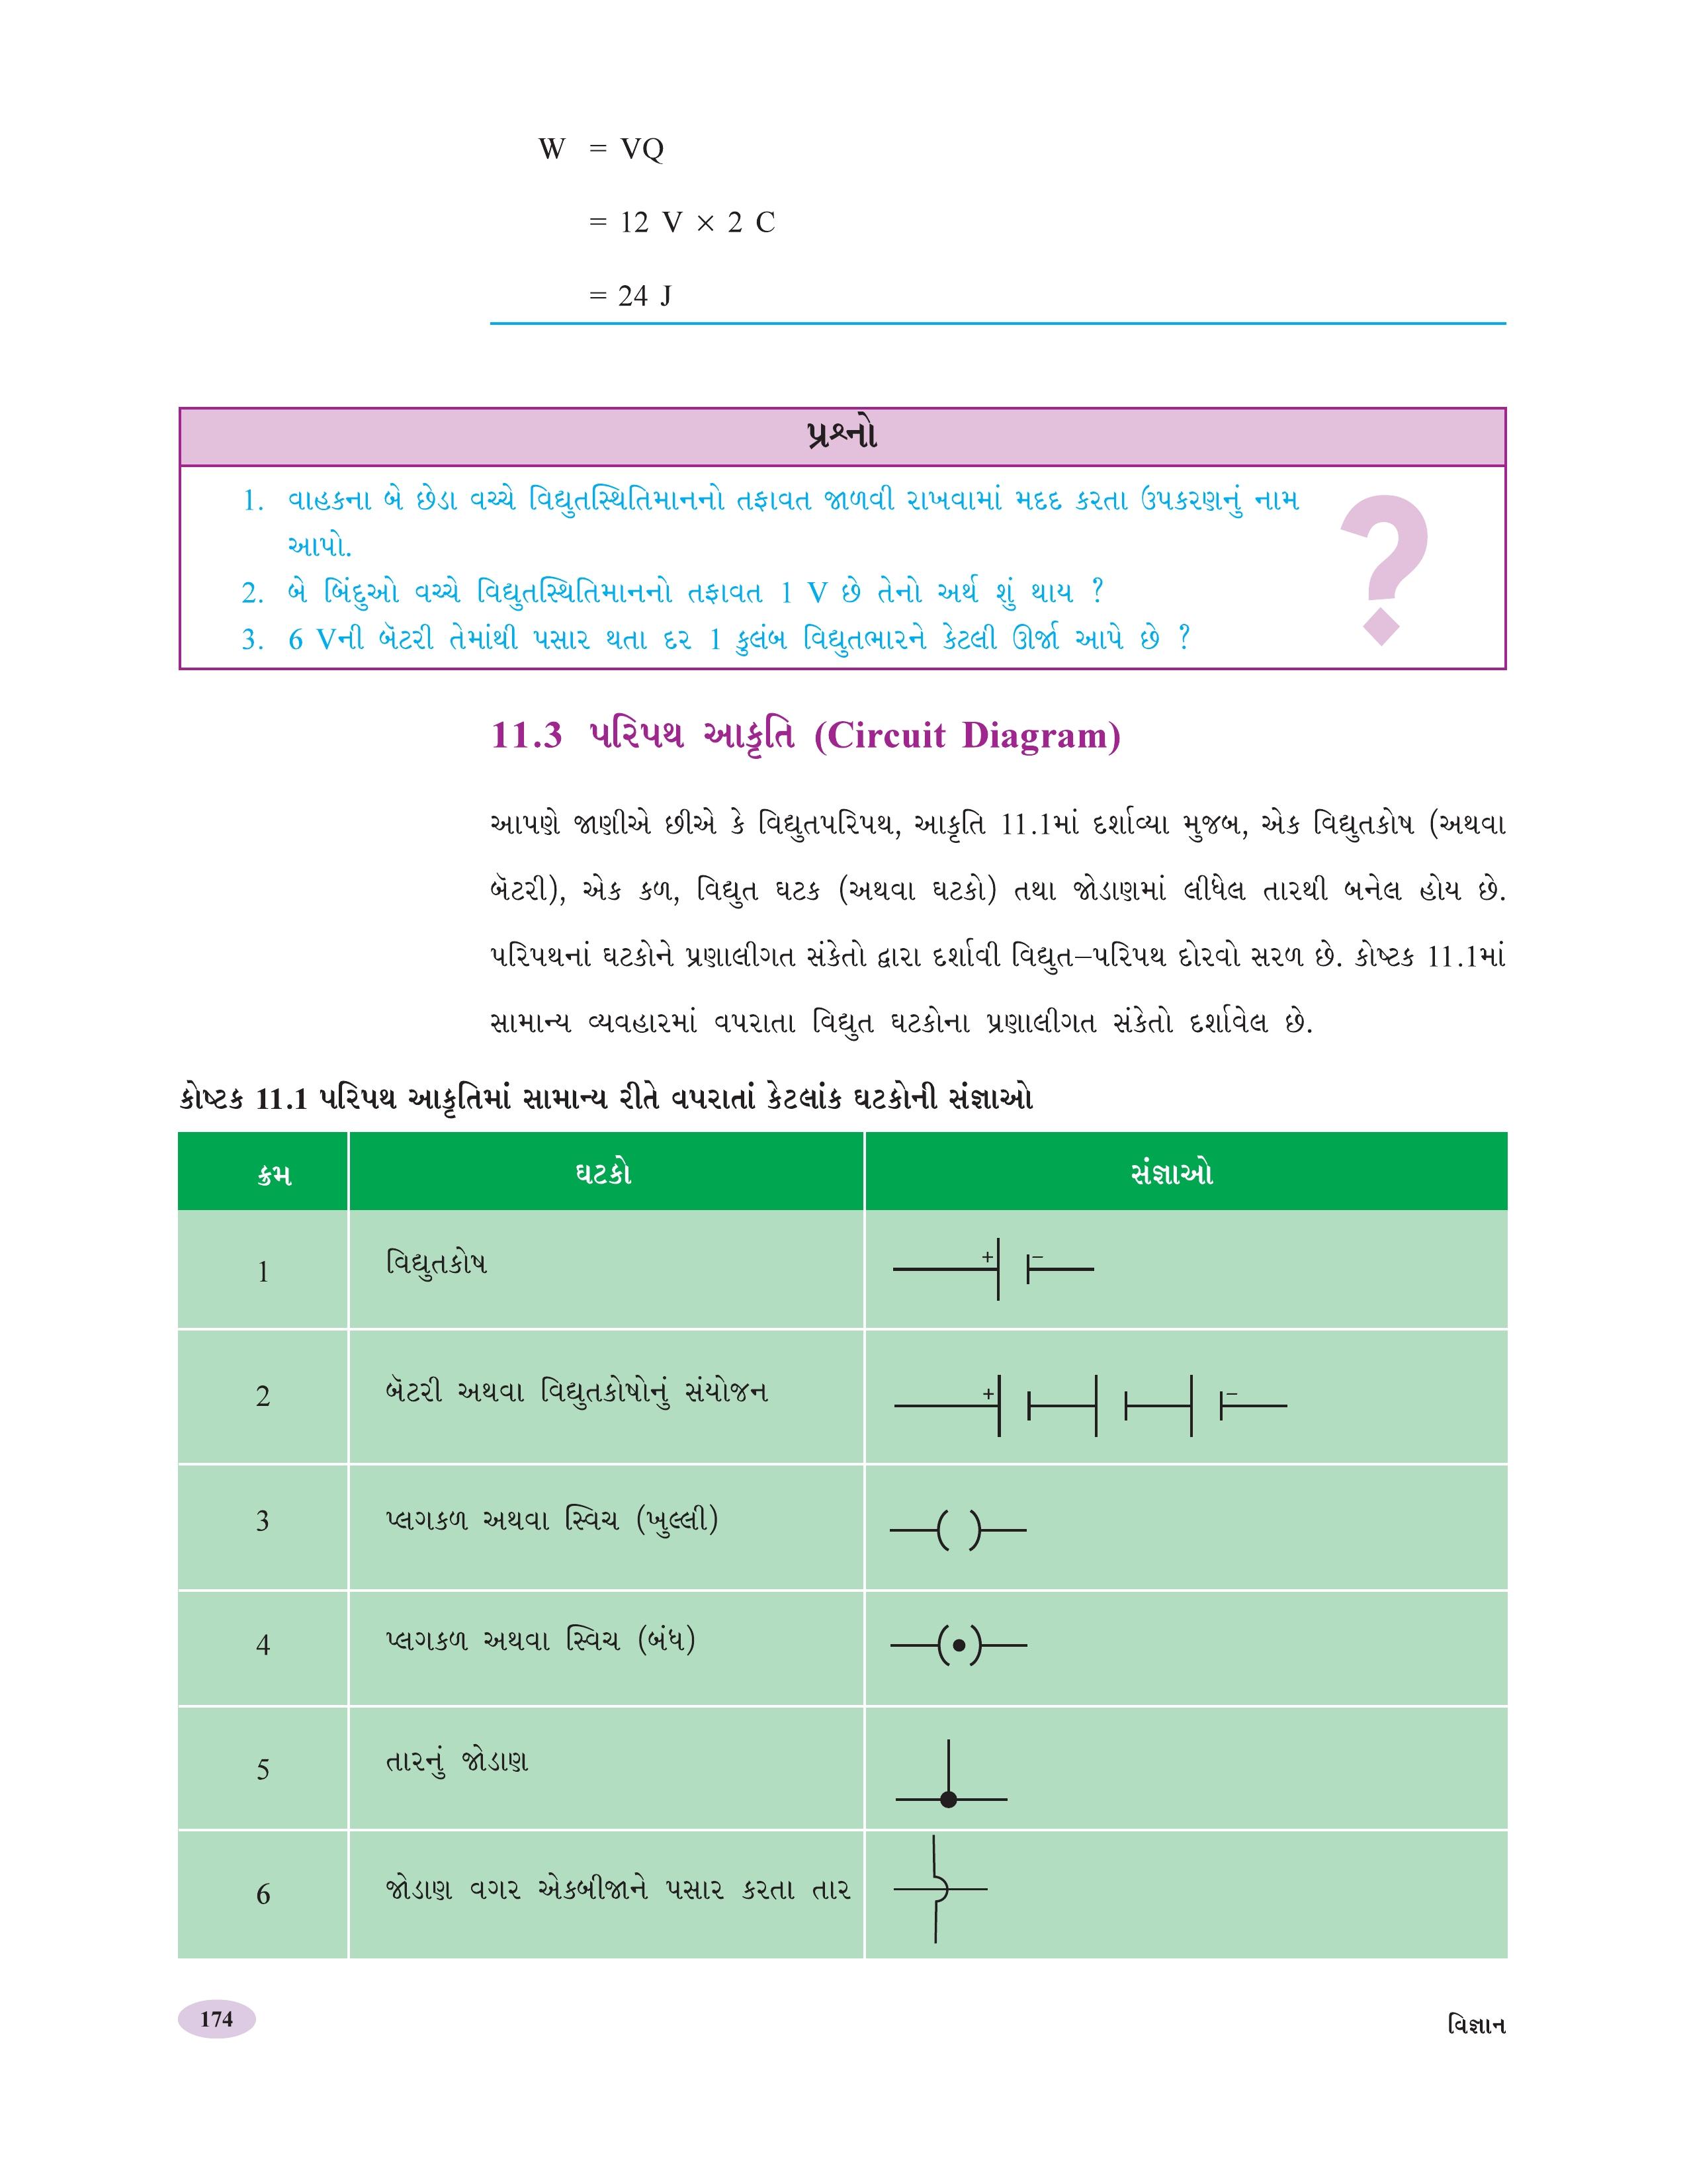 W = VQ
= 12 V × 2 C
= 24 J
પ્રશ્નો
1. વાહકના બે છેડા વચ્ચે વિદ્યુતસ્થિતિમાનનો તફાવત જાળવી રાખવામાં મદદ કરતા ઉપકરણનું નામ
આપો.
2. બે બિંદુઓ વચ્ચે વિદ્યુતસ્થિતિમાનનો તફાવત 1 V છે તેનો અર્થ શું થાય ?
3. 6 Vની બૅટરી તેમાંથી પસાર થતા દર 1 કુલંબ વિદ્યુતભારને કેટલી ઊર્જા આપે છે ?
?
11.3 પરિપથ આકૃતિ (Circuit Diagram)
આપણે જાણીએ છીએ કે વિદ્યુતપરિપથ, આકૃતિ 11.1માં દર્શાવ્યા મુજબ, એક વિદ્યુતકોષ (અથવા
બૅટરી), એક કળ, વિદ્યુત ઘટક (અથવા ઘટકો) તથા જોડાણમાં લીધેલ તારથી બનેલ હોય છે.
પરિપથનાં ઘટકોને પ્રણાલીગત સંકેતો દ્વારા દર્શાવી વિદ્યુત–પરિપથ દોરવો સરળ છે. કોષ્ટક 11.1માં
સામાન્ય વ્યવહારમાં વપરાતા વિદ્યુત ઘટકોના પ્રણાલીગત સંકેતો દર્શાવેલ છે.
કોષ્ટક 11.1 પરિપથ આકૃતિમાં સામાન્ય રીતે વપરાતાં કેટલાંક ઘટકોની સંજ્ઞાઓ
ક્રમ ઘટકો સંજ્ઞાઓ
1 વિદ્યુતકોષ + –
2 બૅટરી અથવા વિદ્યુતકોષોનું સંયોજન + –
3 પ્લગકળ અથવા સ્વિચ (ખુલ્લી)
4 પ્લગકળ અથવા સ્વિચ (બંધ)
5 તારનું જોડાણ
6 જોડાણ વગર એકબીજાને પસાર કરતા તાર
174 વિજ્ઞાન